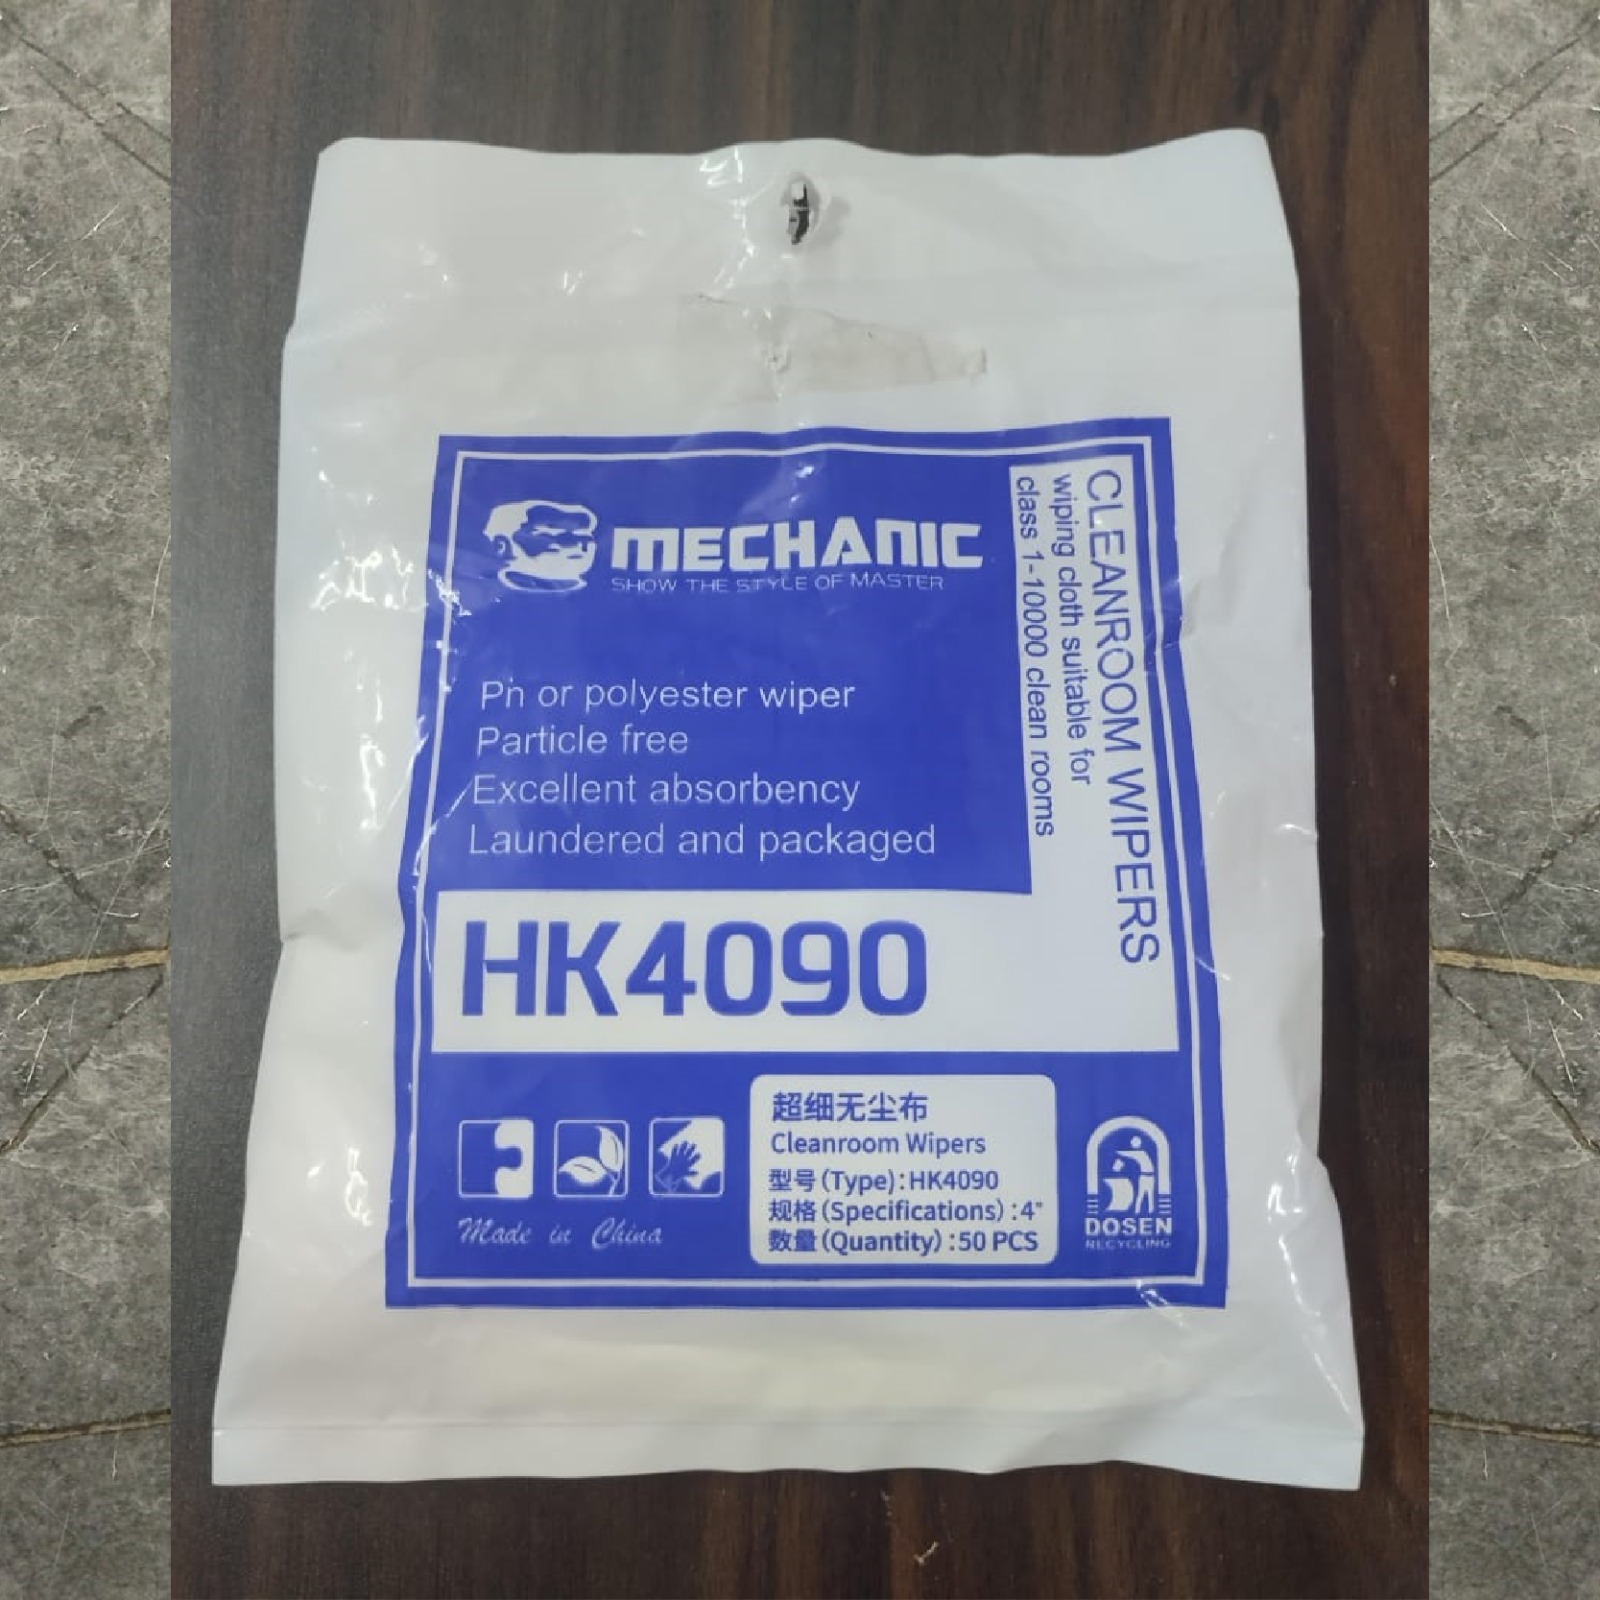 MECHANIC
SHOW THE STYLE OF MASTER
CLEANROOM WIPERS
wiping cloth suitable for
class 1-10000 clean rooms
Pn or polyester wiper
Particle free
Excellent absorbency
Laundered and packaged
HK4090
Made in China
超细无尘布
Cleanroom Wipers
型号(Type):HK4090
规格(Specifications):4"
数量(Quantity):50 PCS
DOSEN
RECYCLING